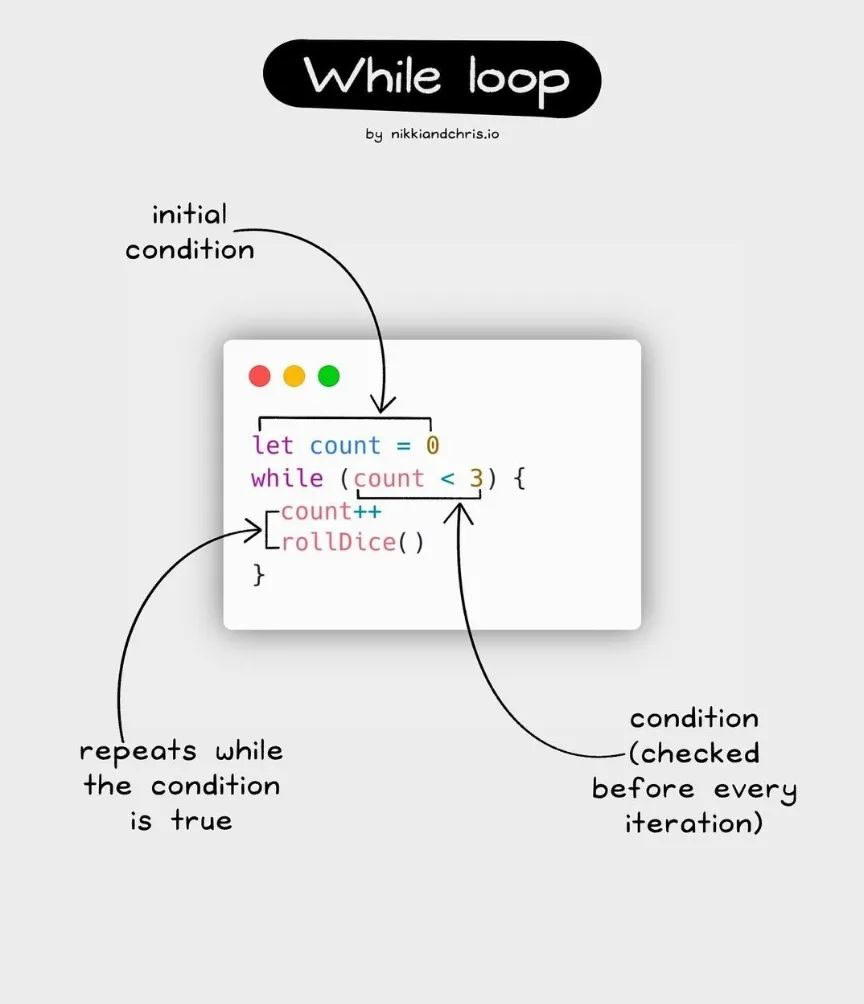 While loop
by nikkiandchris.io
initial
condition
let count = 0
while (count < 3) {
count++
rollDice()
}
repeats while
the condition
is true
condition
(checked
before every
iteration)